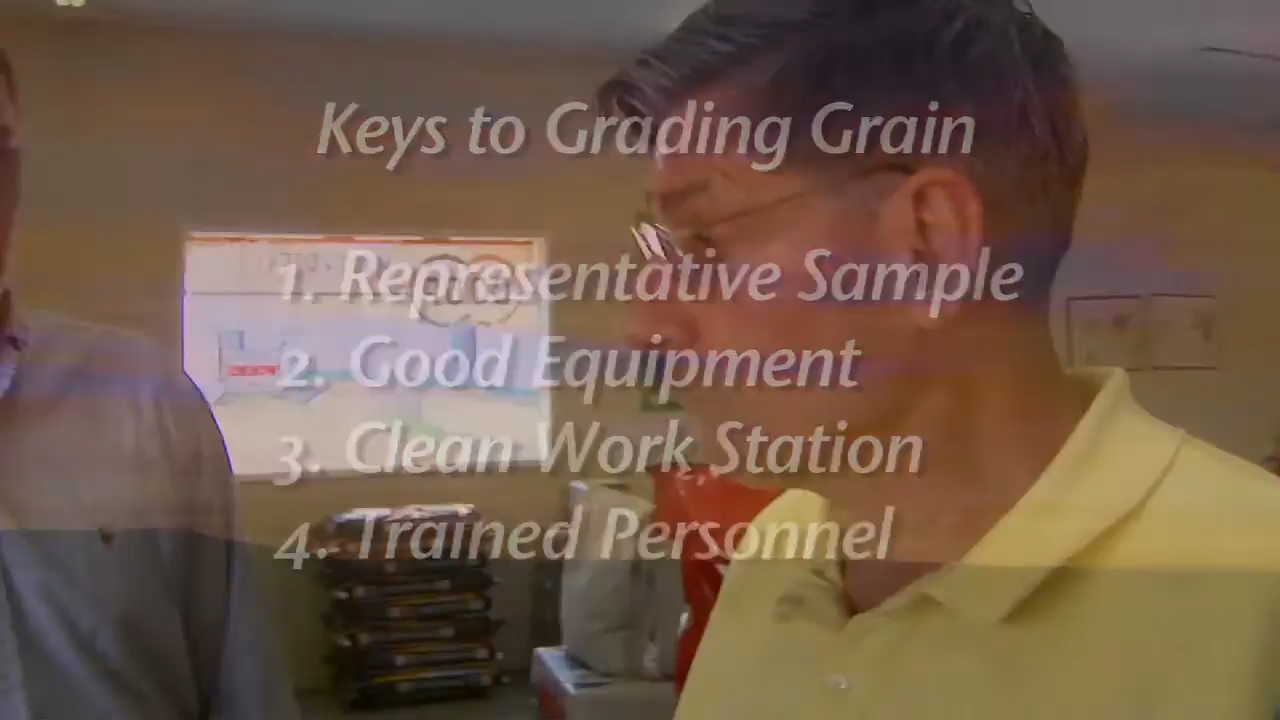 Keys to Grading Grain
1. Representative Sample
2. Good Equipment
3. Clean Work Station
4. Trained Personnel